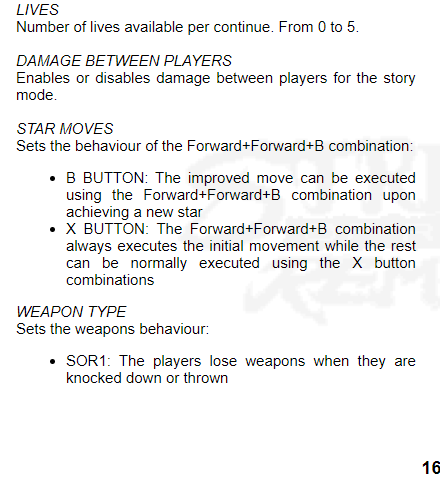 LIVES
Number of lives available per continue. From 0 to 5.
DAMAGE BETWEEN PLAYERS
Enables or disables damage between players for the story
mode.
STAR MOVES
Sets the behaviour of the Forward+Forward+B combination:
• B BUTTON: The improved move can be executed
using the Forward+Forward+B combination upon
achieving a new star
• X BUTTON: The Forward+Forward+B combination
always executes the initial movement while the rest
can be normally executed using the X button
combinations
WEAPON TYPE
Sets the weapons behaviour:
• SOR1: The players lose weapons when they are
knocked down or thrown
16